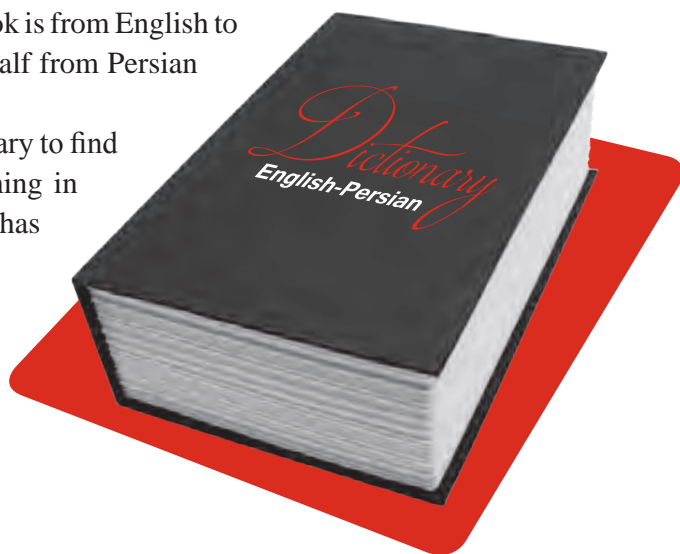 ok is from English to
alf from Persian
ary to find
ning in
has
Dictionary
English-Persian